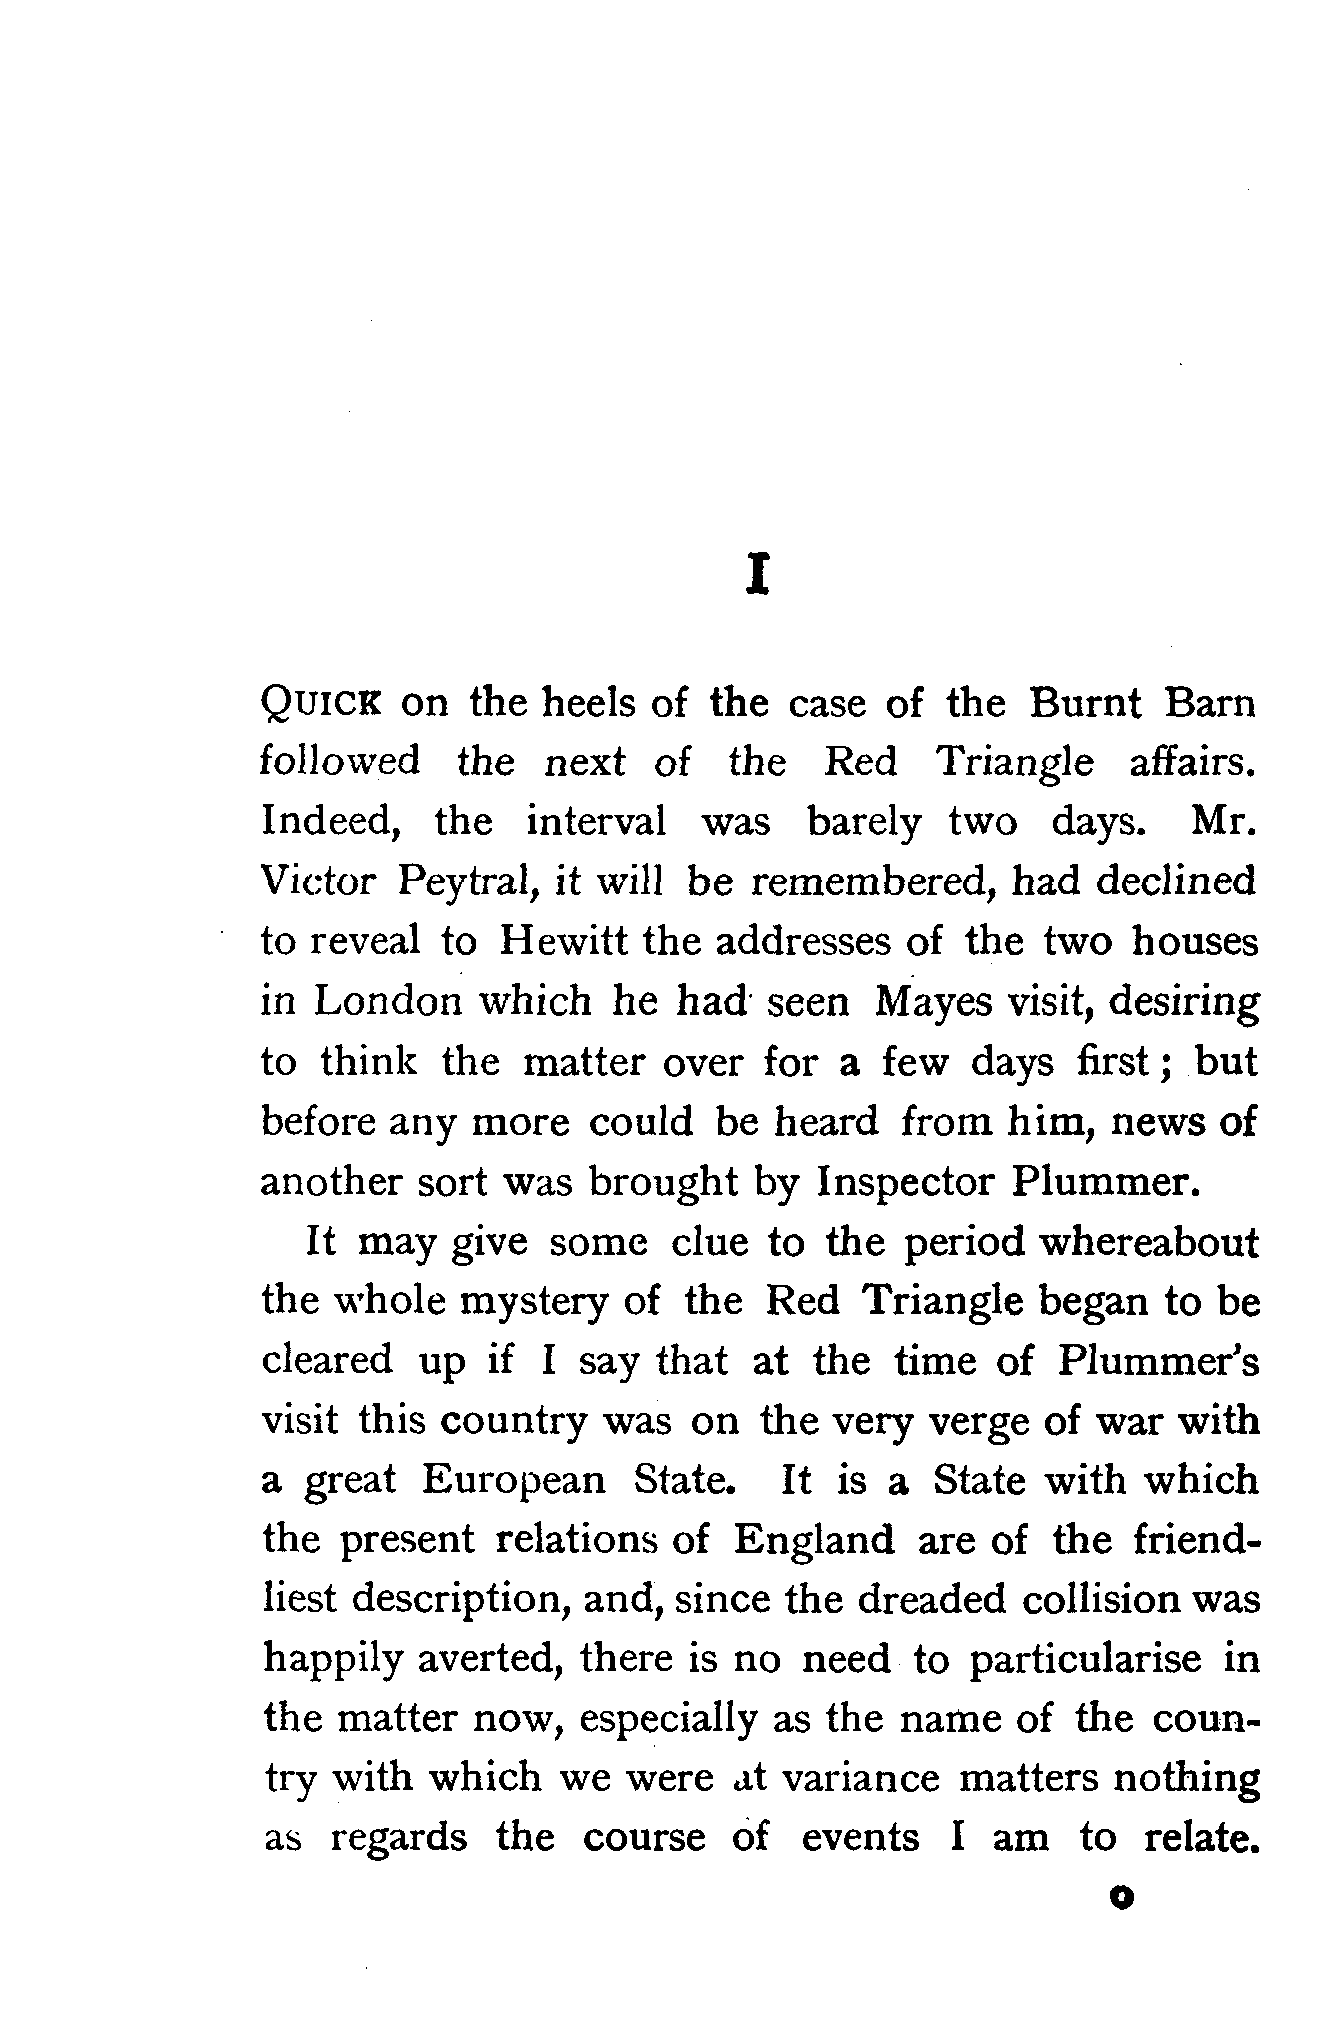 I
QUICK on the heels of the case of the Burnt Barn
followed the next of the Red Triangle affairs.
Indeed, the interval was barely two days. Mr.
Victor Peytral, it will be remembered, had declined
to reveal to Hewitt the addresses of the two houses
in London which he had seen Mayes visit, desiring
to think the matter over for a few days first ; but
before any more could be heard from him, news of
another sort was brought by Inspector Plummer.
It may give some clue to the period whereabout
the whole mystery of the Red Triangle began to be
cleared up if I say that at the time of Plummer's
visit this country was on the very verge of war with
a great European State. It is a State with which
the present relations of England are of the friend-
liest description, and, since the dreaded collision was
happily averted, there is no need to particularise in
the matter now, especially as the name of the coun-
try with which we were at variance matters nothing
as regards the course of events I am to relate.
O